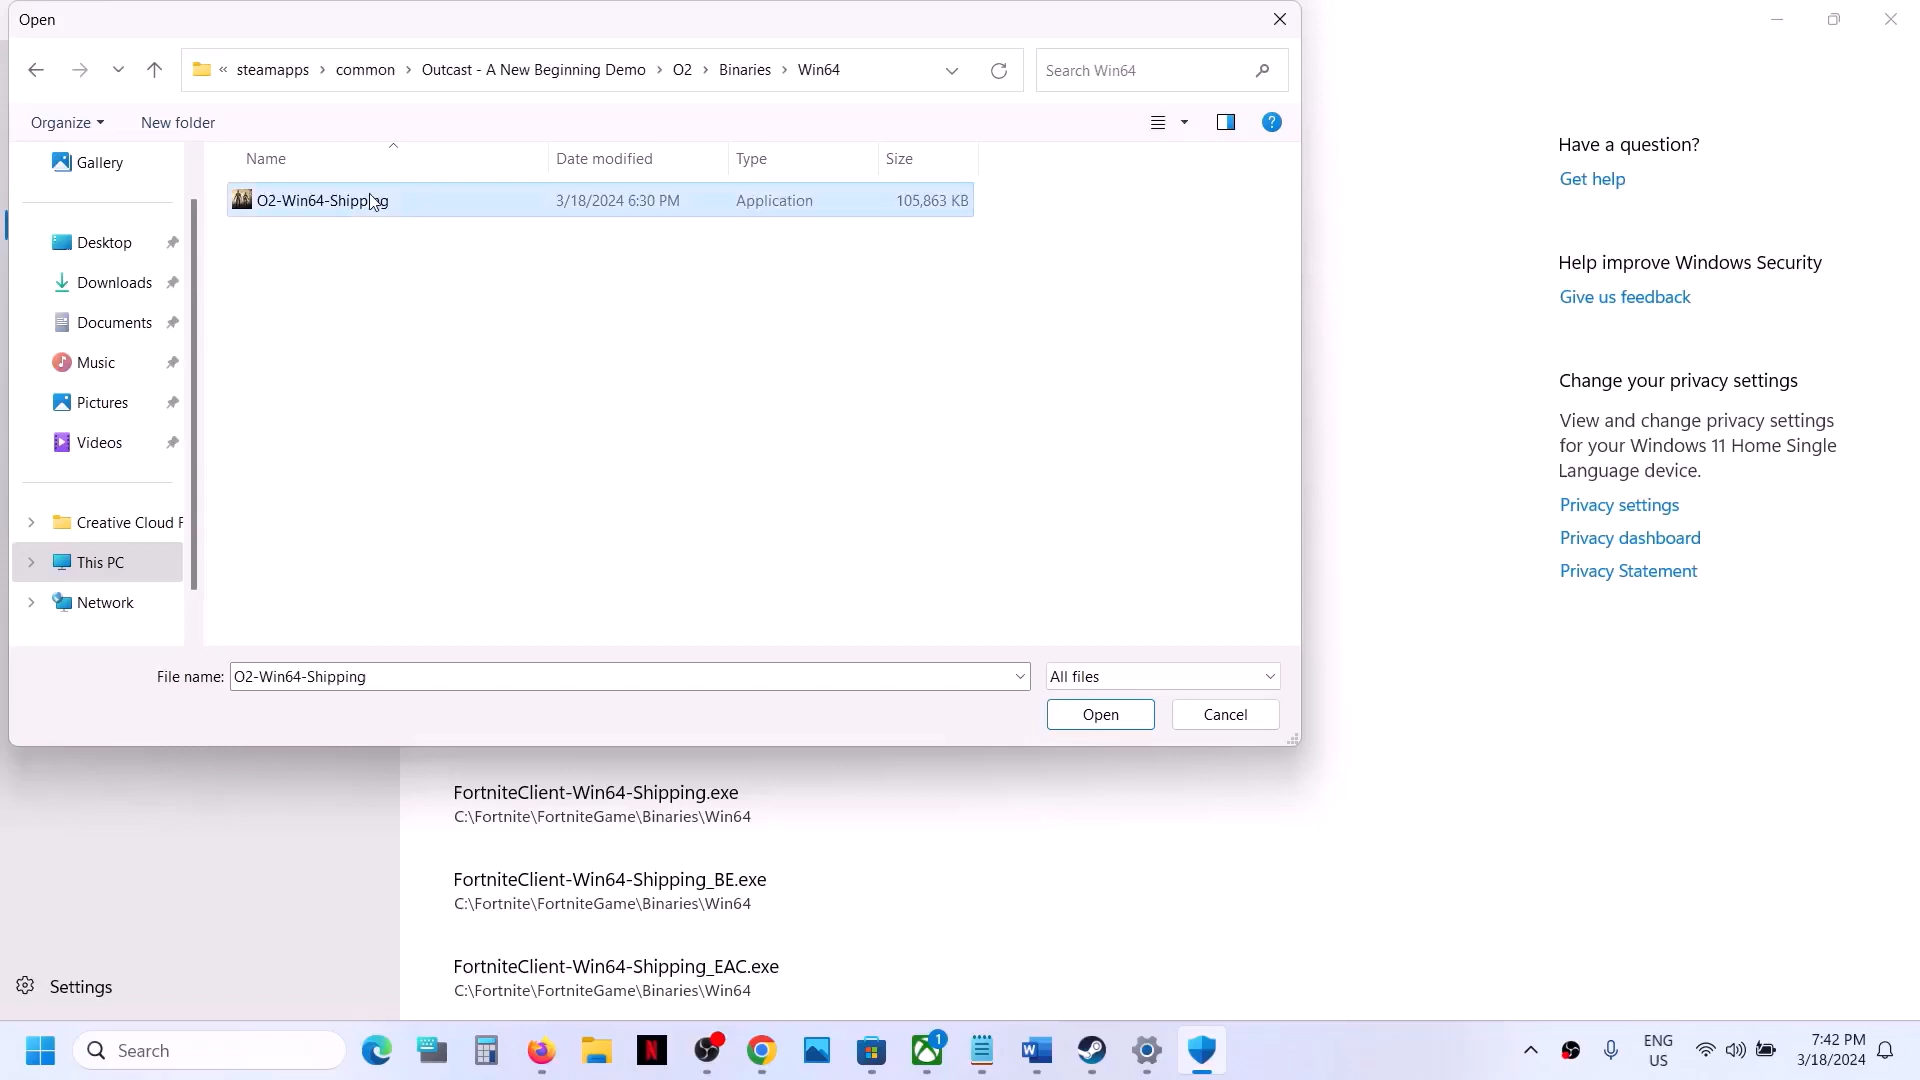 Open
« steamapps > common > Outcast - A New Beginning Demo > O2 > Binaries > Win64
Search Win64
Organize
New folder
Gallery
Desktop
Downloads
Documents
Music
Pictures
Videos
Creative Cloud F
This PC
Network
Name Date modified Type Size
O2-Win64-Shipping 3/18/2024 6:30 PM Application 105,863 KB
File name: O2-Win64-Shipping
All files
Open
Cancel
Have a question?
Get help
Help improve Windows Security
Give us feedback
Change your privacy settings
View and change privacy settings
for your Windows 11 Home Single
Language device.
Privacy settings
Privacy dashboard
Privacy Statement
FortniteClient-Win64-Shipping.exe
C:\Fortnite\FortniteGame\Binaries\Win64
FortniteClient-Win64-Shipping_BE.exe
C:\Fortnite\FortniteGame\Binaries\Win64
FortniteClient-Win64-Shipping_EAC.exe
C:\Fortnite\FortniteGame\Binaries\Win64
Settings
Search
1
ENG
US
7:42 PM
3/18/2024